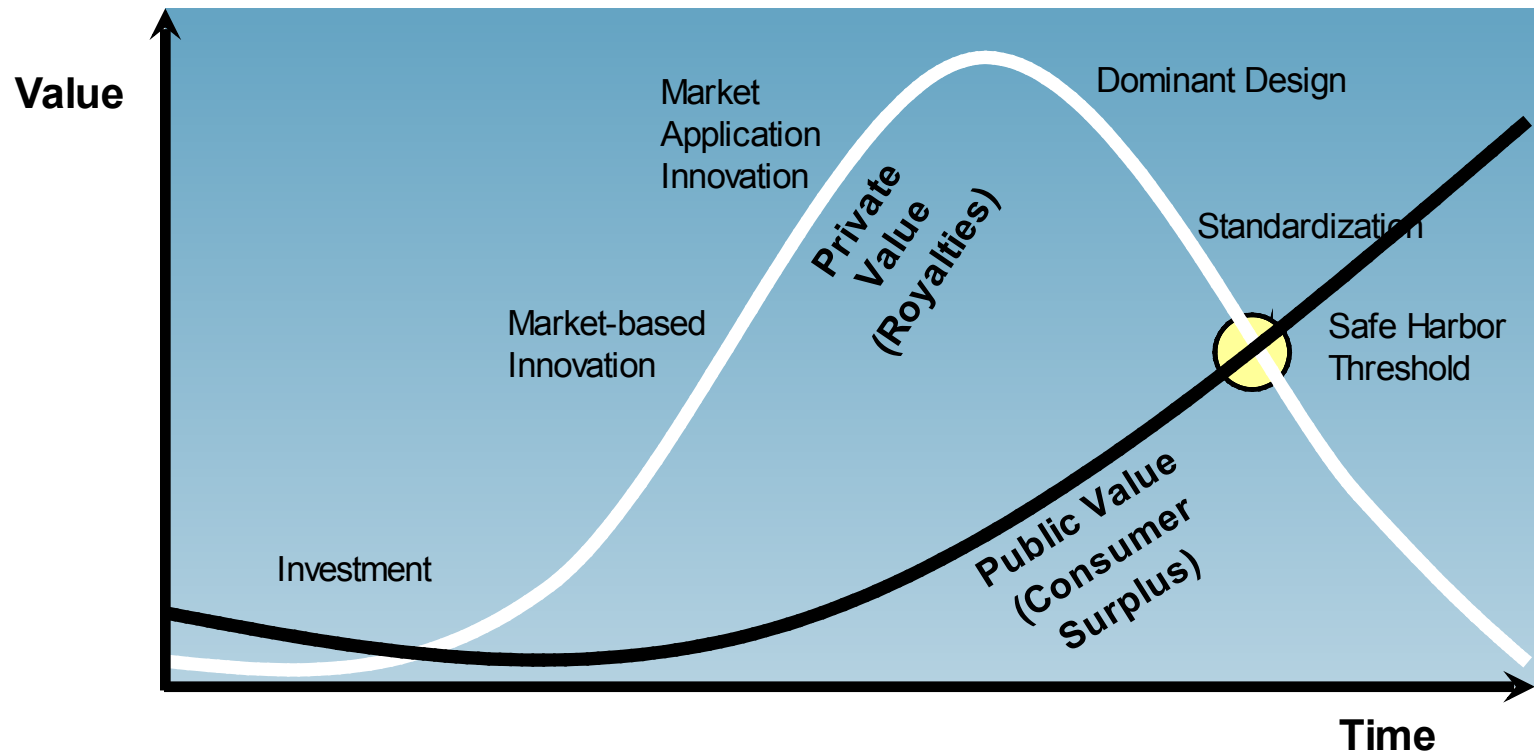 Value
Market
Application
Innovation
Dominant Design
Private
Value
(Royalties)
Standardization
Market-based
Innovation
Safe Harbor
Threshold
Investment
Public Value
(Consumer
Surplus)
Time